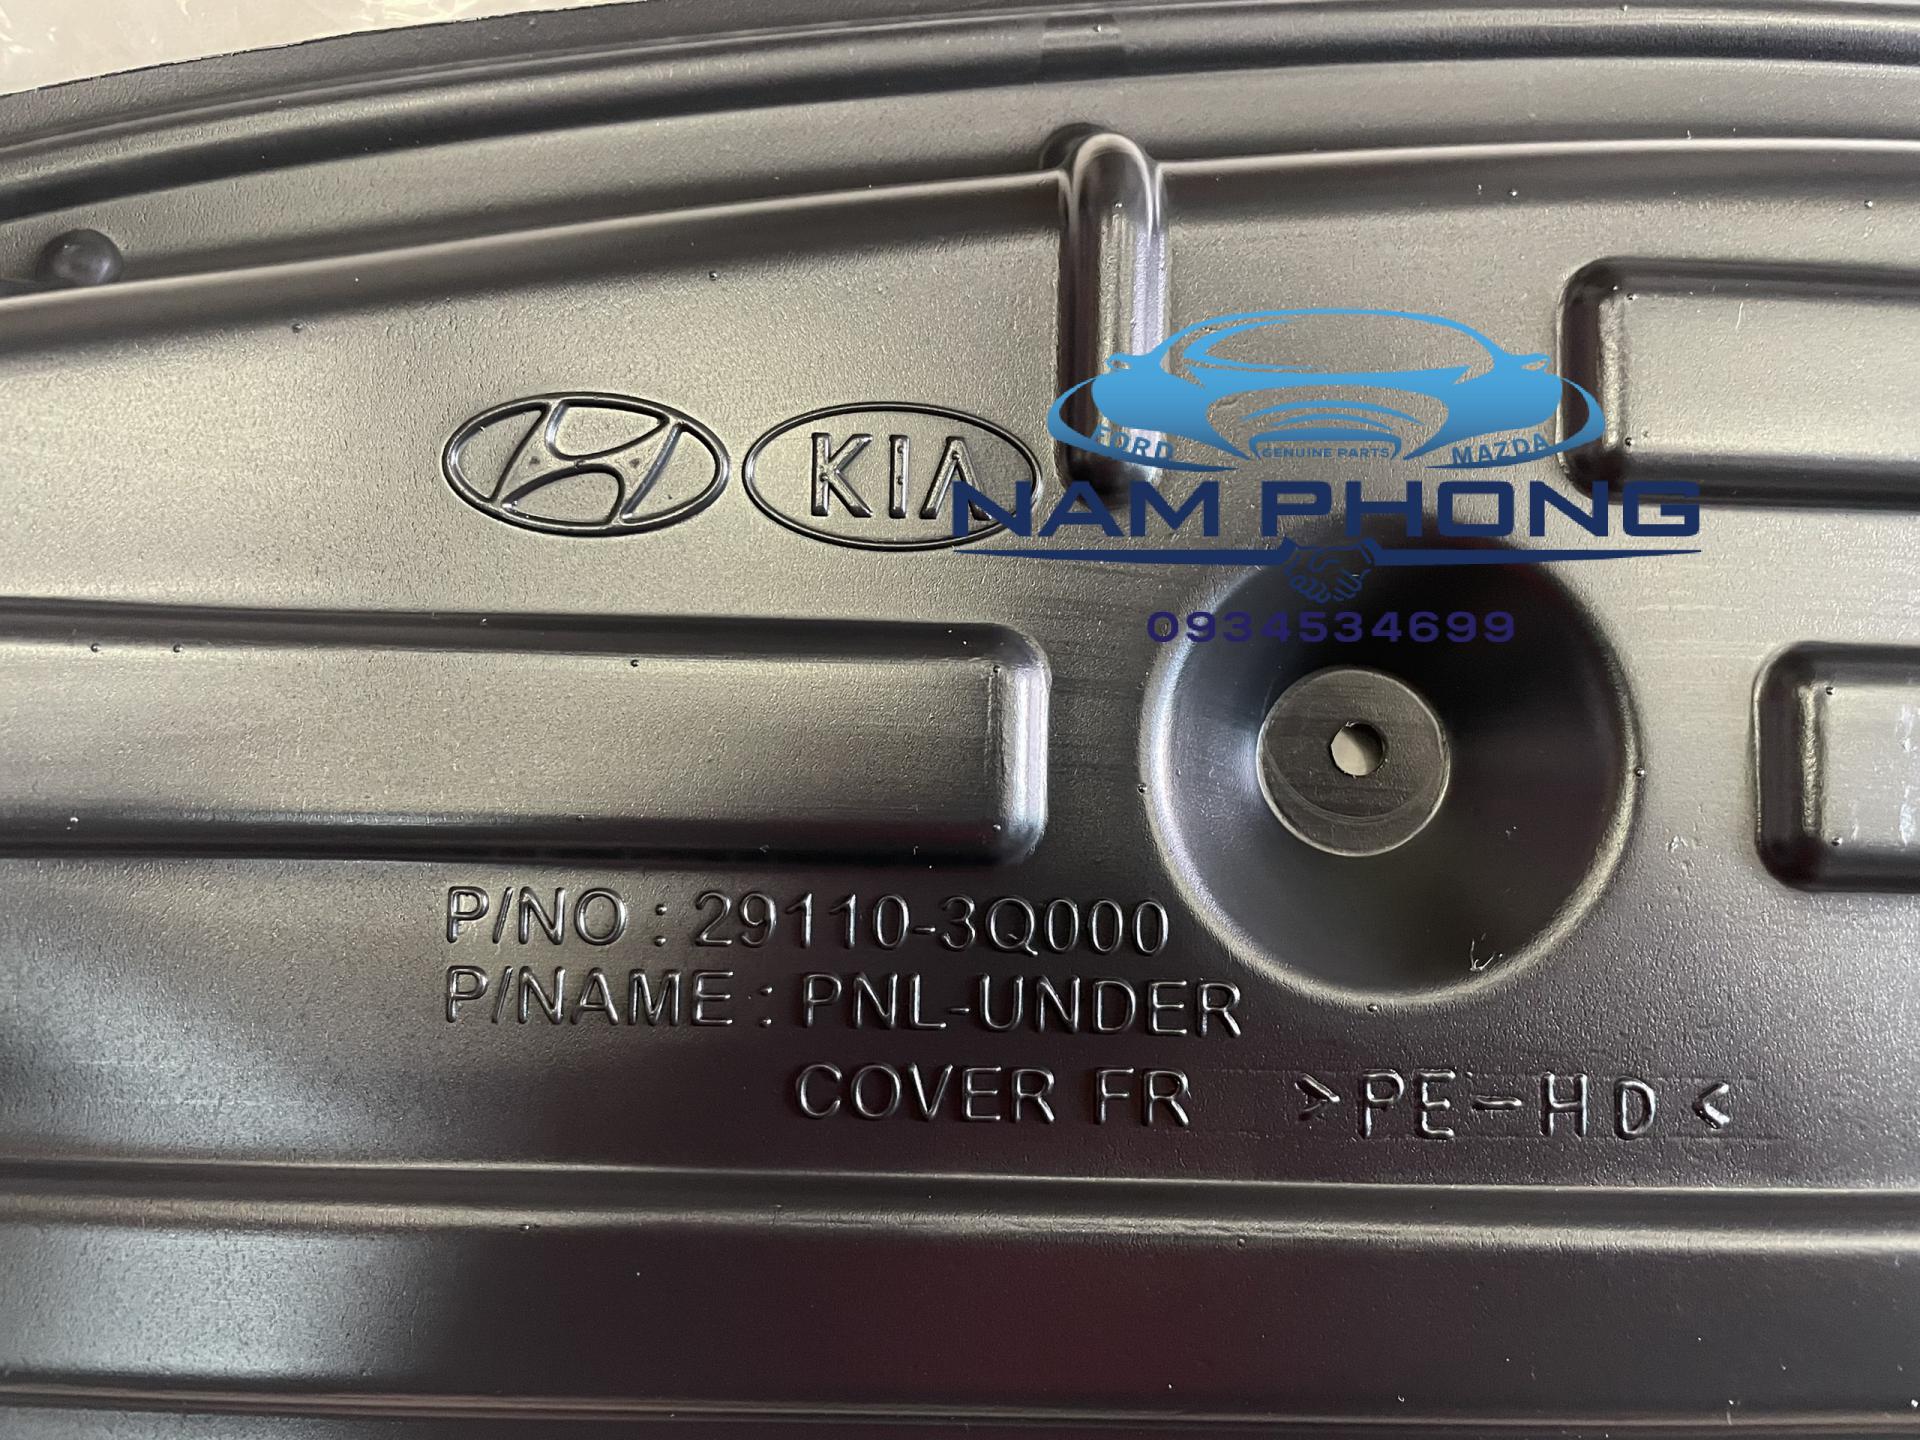 FORD
GENUINE PARTS
MAZDA
KIA
NAM PHONG
0934534699
P/NO : 29110-3Q000
P/NAME : PNL-UNDER
COVER FR >PE-HD<